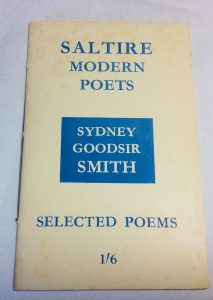 SALTIRE
MODERN
POETS
SYDNEY
GOODSIR
SMITH
SELECTED POEMS
1/6